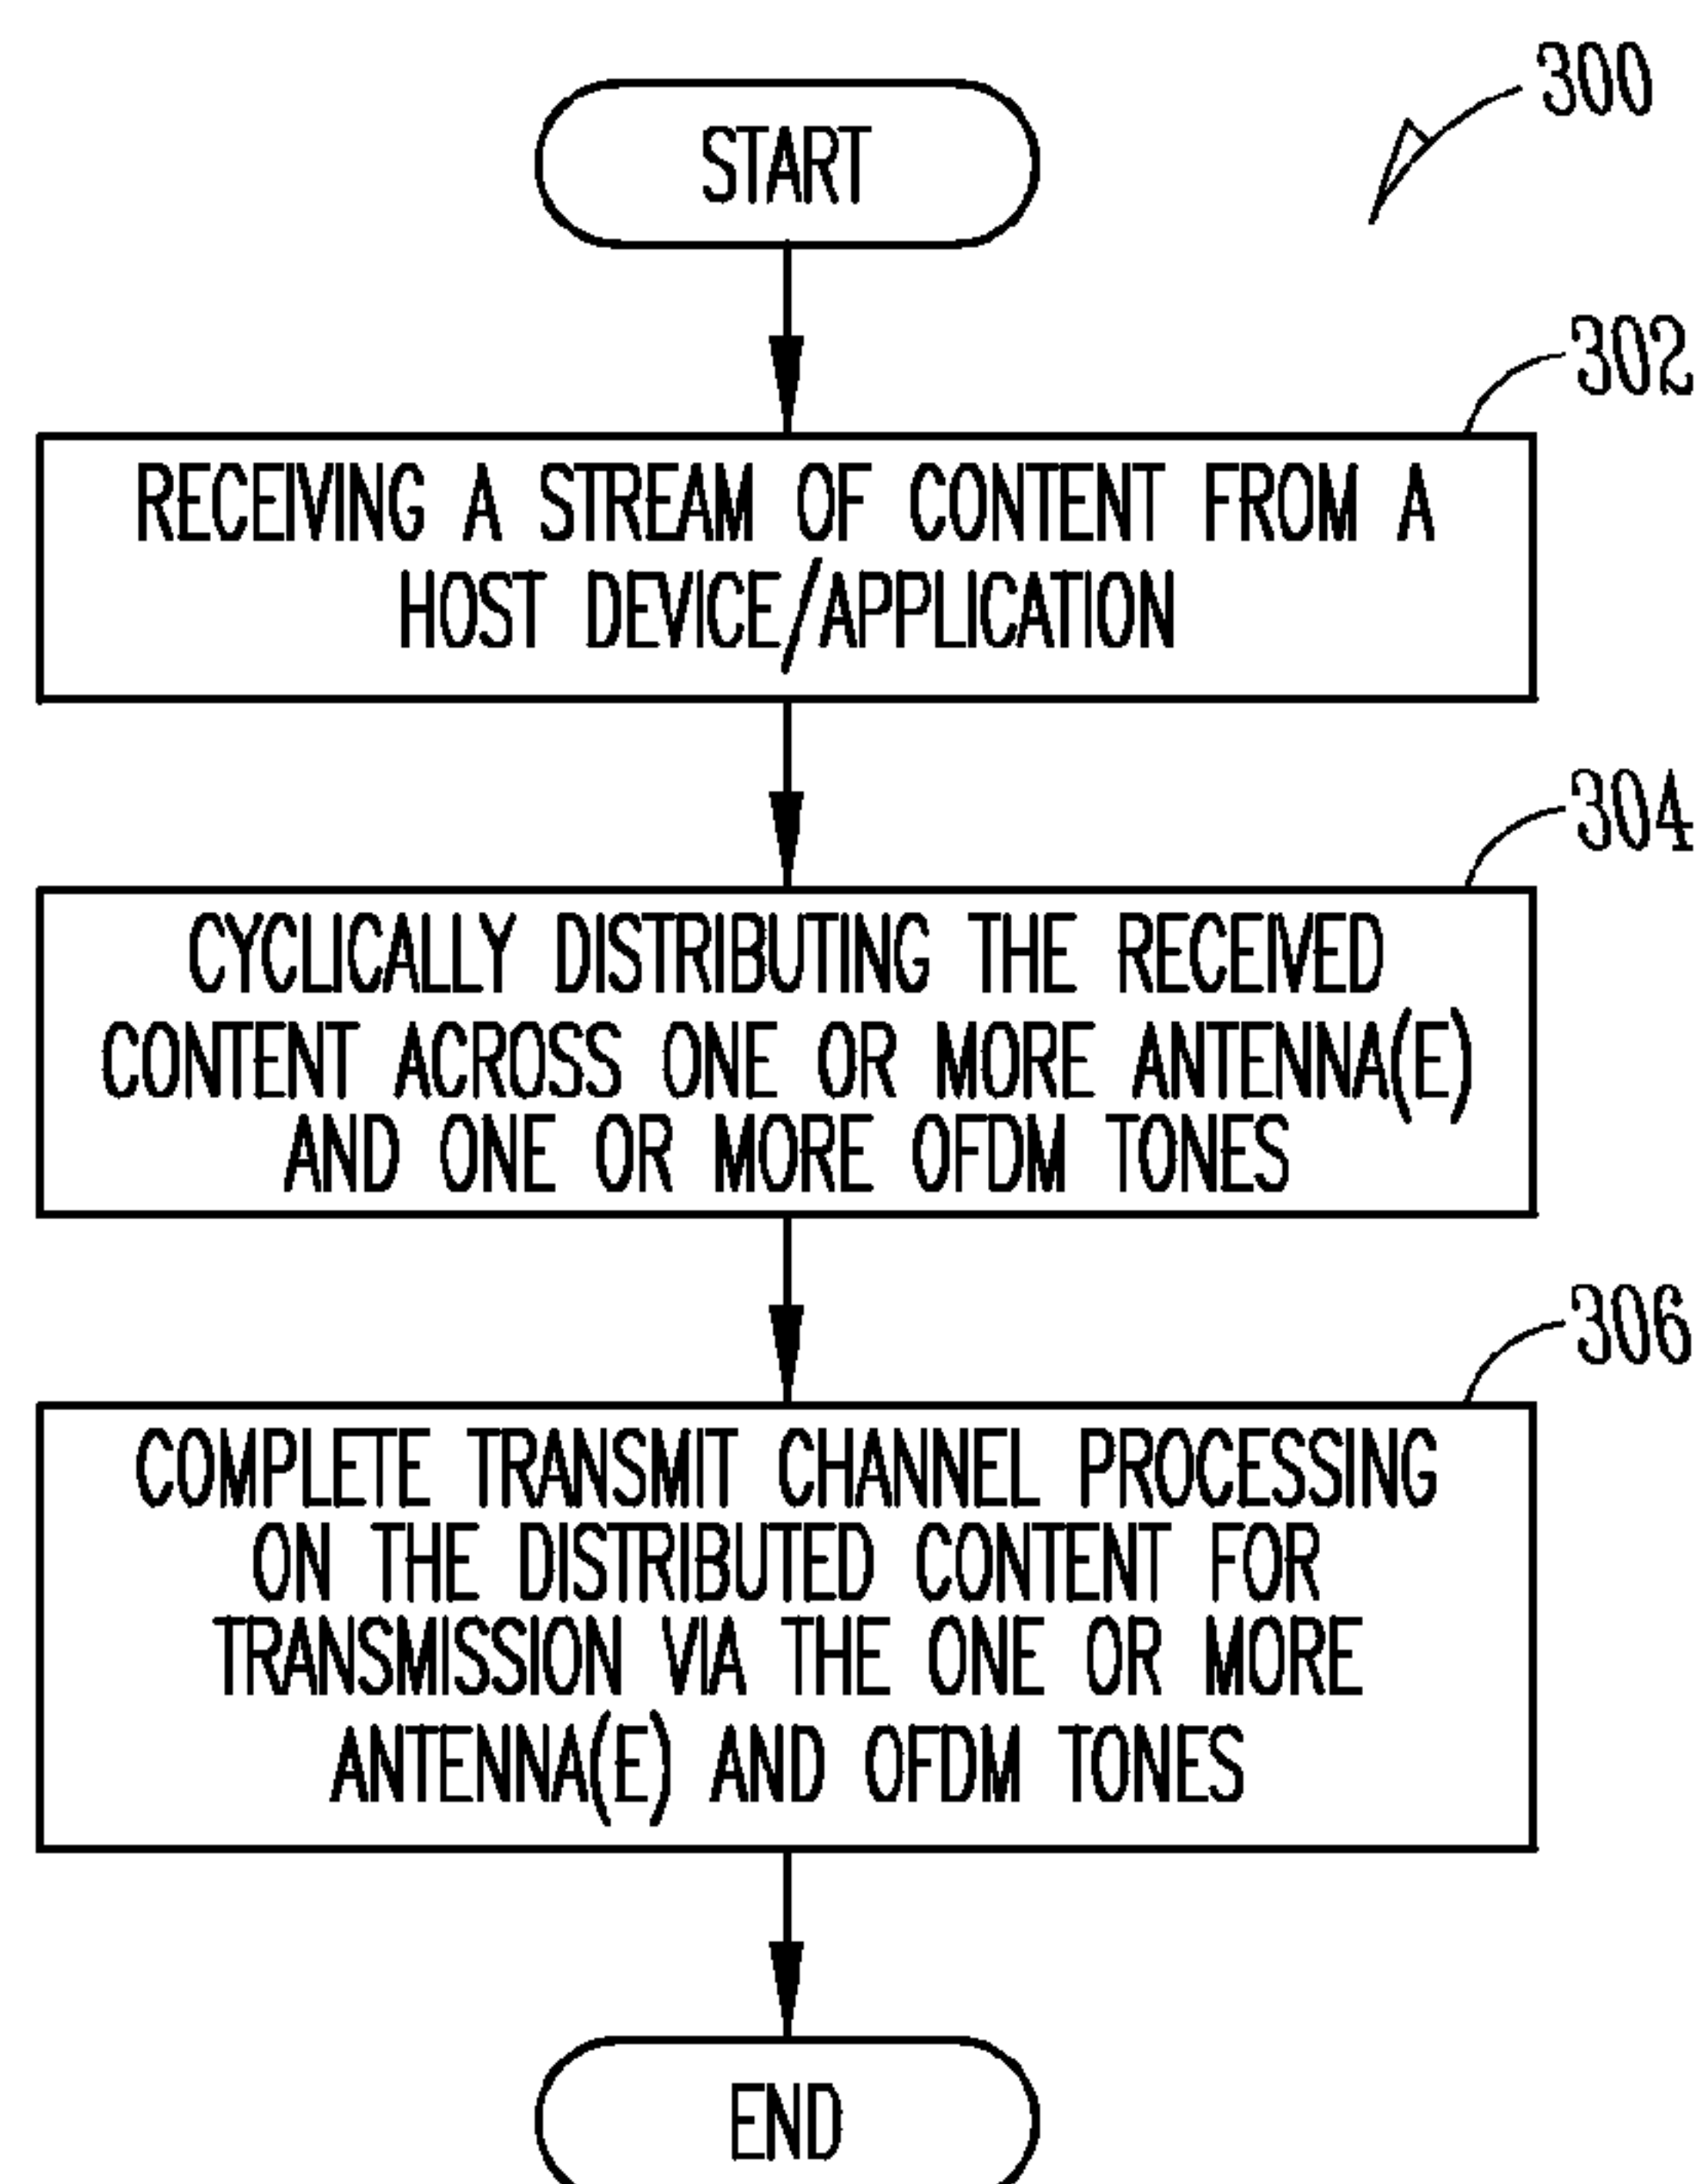 300
START
302
RECEIVING A STREAM OF CONTENT FROM A
HOST DEVICE/APPLICATION
304
CYCLICALLY DISTRIBUTING THE RECEIVED
CONTENT ACROSS ONE OR MORE ANTENNA(E)
AND ONE OR MORE OFDM TONES
306
COMPLETE TRANSMIT CHANNEL PROCESSING
ON THE DISTRIBUTED CONTENT FOR
TRANSMISSION VIA THE ONE OR MORE
ANTENNA(E) AND OFDM TONES
END